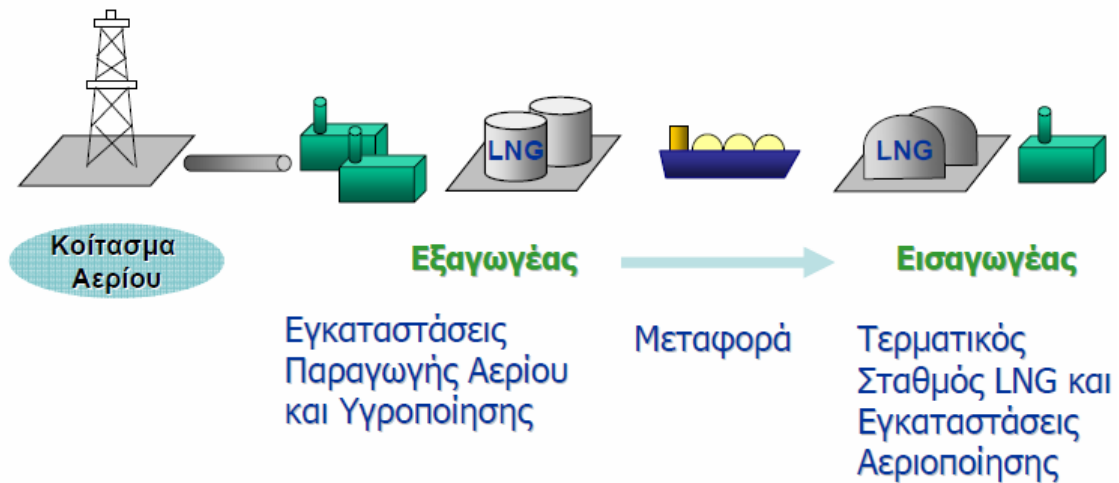 LNG
LNG
Κοίτασμα
Αερίου
Εξαγωγέας
Εισαγωγέας
Εγκαταστάσεις
Παραγωγής Αερίου
και Υγροποίησης
Μεταφορά
Τερματικός
Σταθμός LNG και
Εγκαταστάσεις
Αεριοποίησης